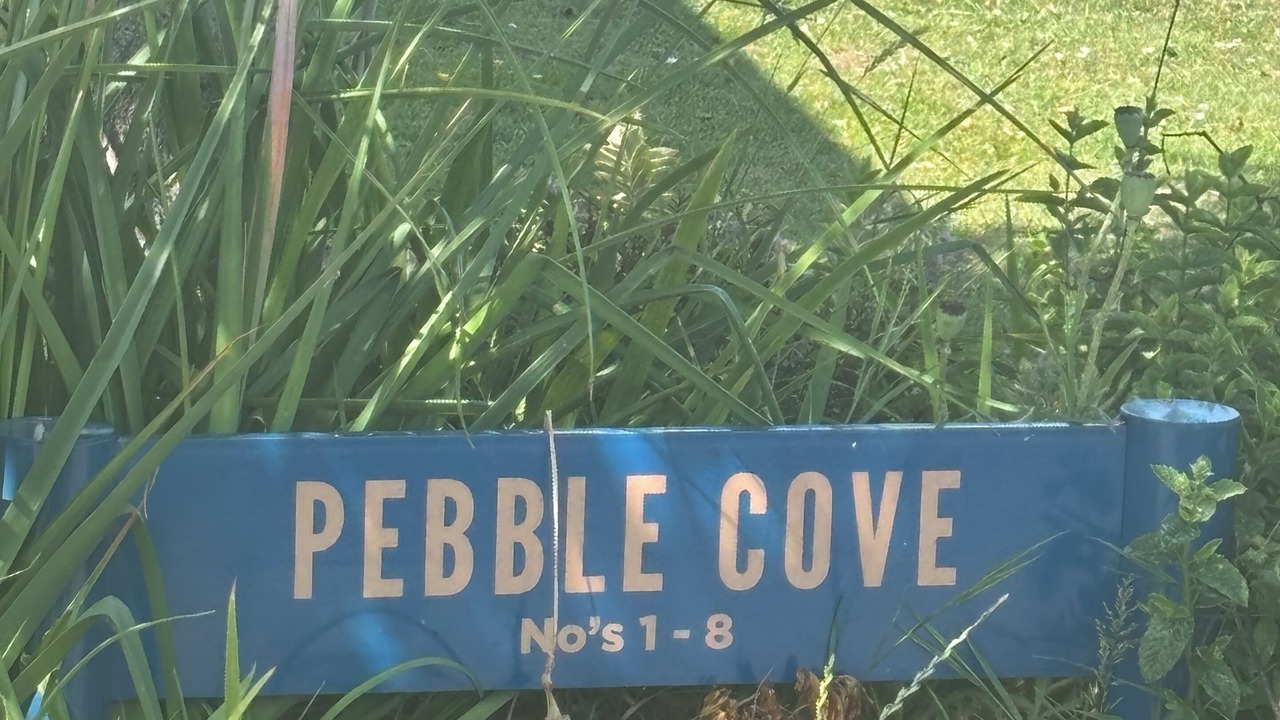 PEBBLE COVE
No's 1 - 8